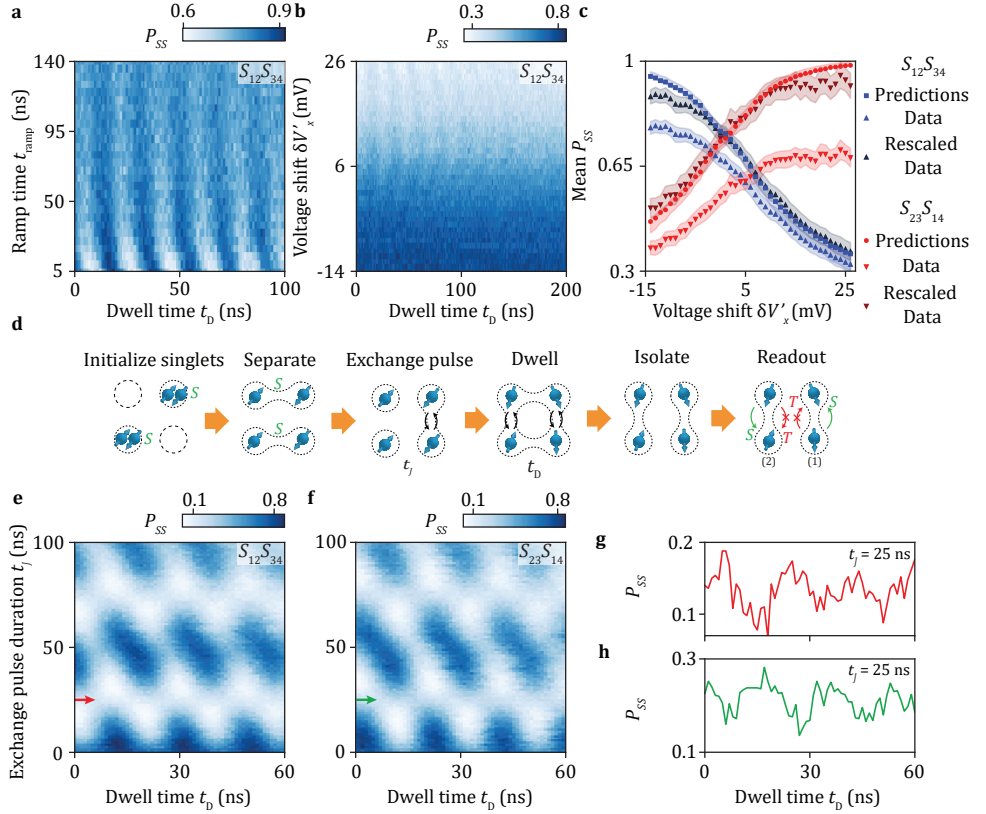 a
0.6 0.9
P_SS
S₁₂S₃₄
140
95
50
5
Ramp time t_ramp (ns)
0 50 100
Dwell time t_D (ns)
b
0.3 0.8
P_SS
S₁₂S₃₄
26
6
-14
Voltage shift δV′ₓ (mV)
0 100 200
Dwell time t_D (ns)
c
1
0.65
0.3
Mean P_SS
-15 5 25
Voltage shift δV′ₓ (mV)
S₁₂S₃₄
Predictions
Data
Rescaled
Data
S₂₃S₁₄
Predictions
Data
Rescaled
Data
d
Initialize singlets
Separate
Exchange pulse
Dwell
Isolate
Readout
S
S
S
S
t_J
t_D
S
T
T
S
(2)
(1)
e
0.1 0.8
P_SS
S₁₂S₃₄
100
50
0
Exchange pulse duration t_J (ns)
0 30 60
Dwell time t_D (ns)
f
0.1 0.8
P_SS
S₂₃S₁₄
100
50
0
0 30 60
Dwell time t_D (ns)
g
t_J = 25 ns
0.2
0.1
P_SS
0 30 60
h
t_J = 25 ns
0.3
0.1
P_SS
0 30 60
Dwell time t_D (ns)